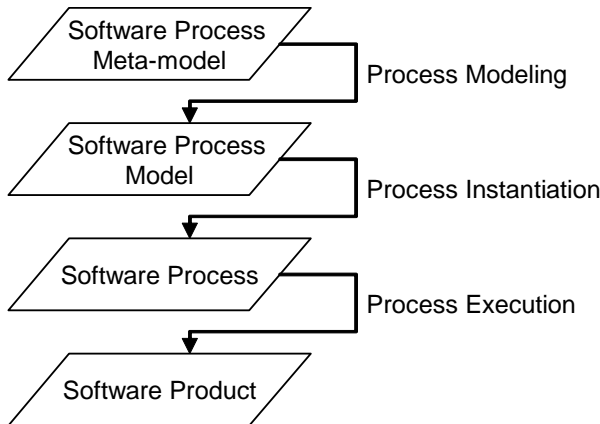 Software Process
Meta-model
Process Modeling
Software Process
Model
Process Instantiation
Software Process
Process Execution
Software Product